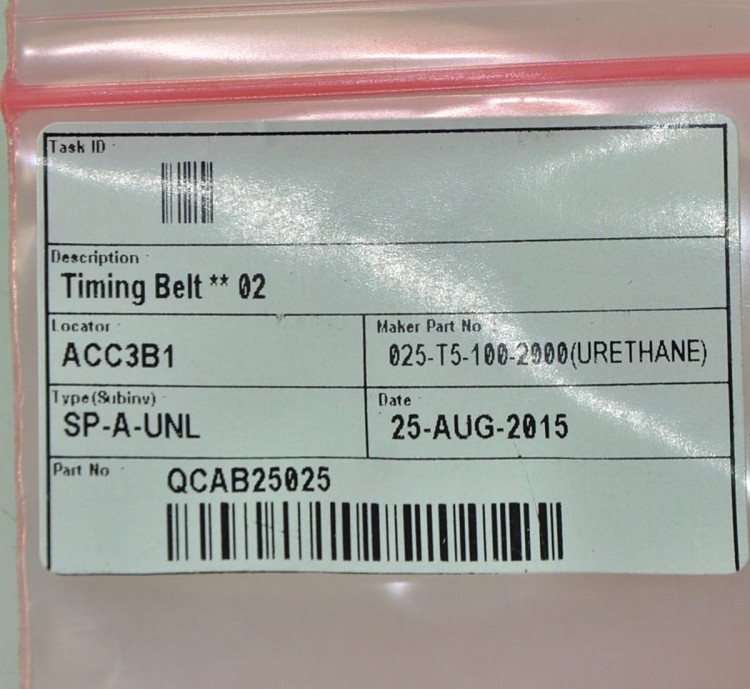 Task ID
Description
Timing Belt ** 02
Locator
Maker Part No
ACC3B1
025-T5-100-2000(URETHANE)
Type(Subinv)
Date
SP-A-UNL
25-AUG-2015
Part No
QCAB25025